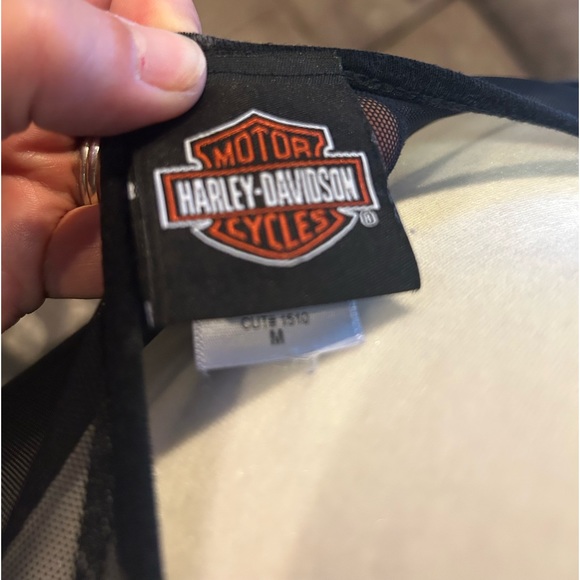 MOTOR
HARLEY-DAVIDSON
CYCLES
®
CUT# 1510
M